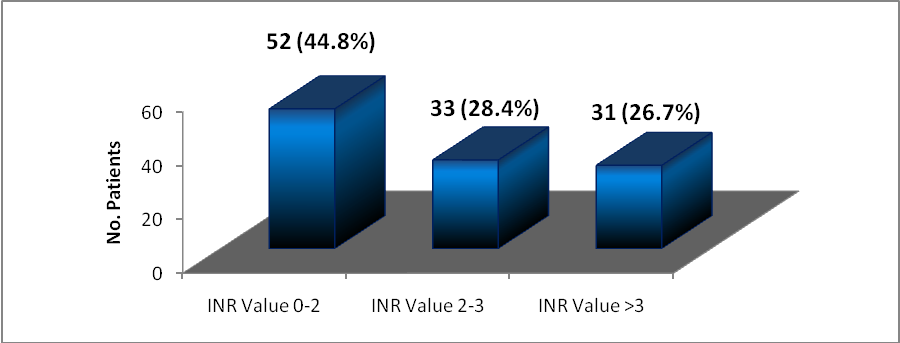 52 (44.8%)
33 (28.4%)
31 (26.7%)
60
40
20
0
No. Patients
INR Value 0-2
INR Value 2-3
INR Value >3